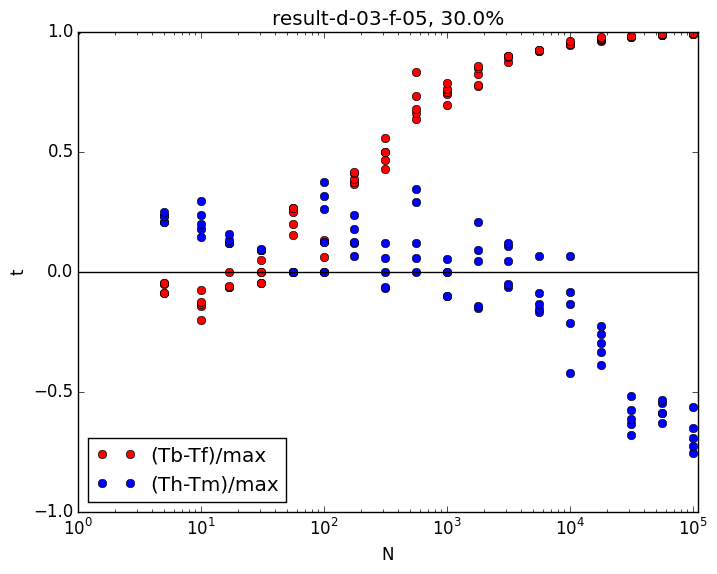 result-d-03-f-05, 30.0%
1.0
0.5
0.0
−0.5
−1.0
t
(Tb-Tf)/max
(Th-Tm)/max
10^0 10^1 10^2 10^3 10^4 10^5
N